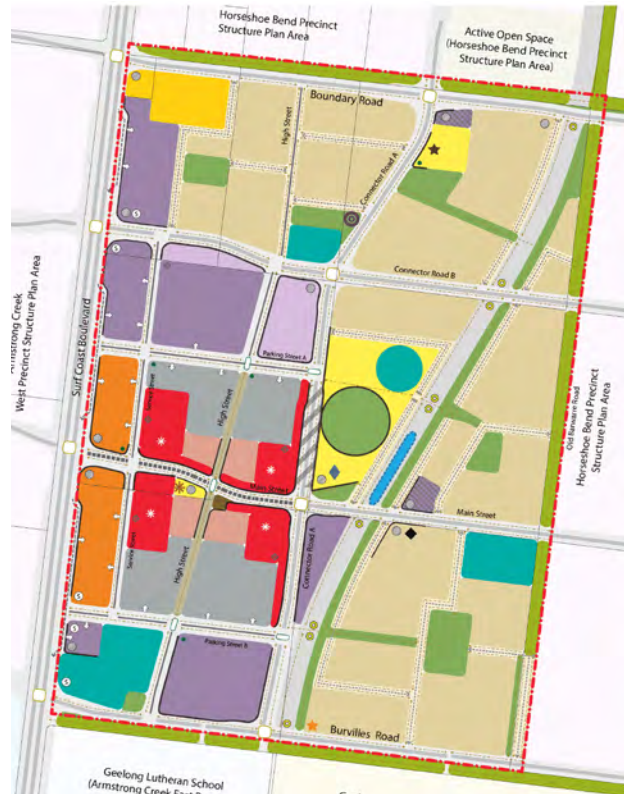 Horseshoe Bend Precinct
Structure Plan Area
Active Open Space
(Horseshoe Bend Precinct
Structure Plan Area)
Boundary Road
High Street
Connector Road A
Connector Road B
Armstrong Creek
West Precinct Structure Plan Area
Surf Coast Boulevard
Parking Street A
Service Street
High Street
Old Barwarre Road
Horseshoe Bend Precinct
Structure Plan Area
Main Street
Main Street
Service Street
High Street
Connector Road A
Parking Street B
Burvilles Road
Geelong Lutheran School
(Armstrong Creek East
S
S
S
S